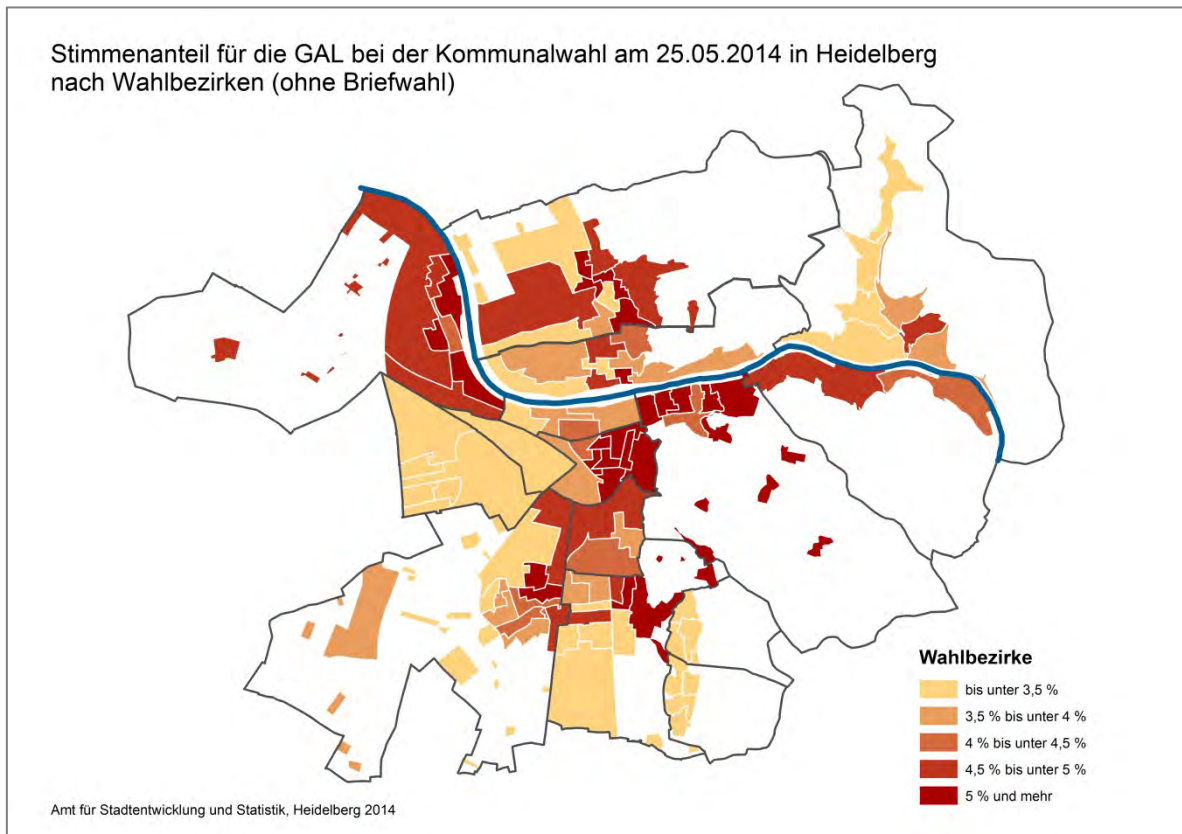 Stimmenanteil für die GAL bei der Kommunalwahl am 25.05.2014 in Heidelberg
nach Wahlbezirken (ohne Briefwahl)
Wahlbezirke
bis unter 3,5 %
3,5 % bis unter 4 %
4 % bis unter 4,5 %
4,5 % bis unter 5 %
5 % und mehr
Amt für Stadtentwicklung und Statistik, Heidelberg 2014